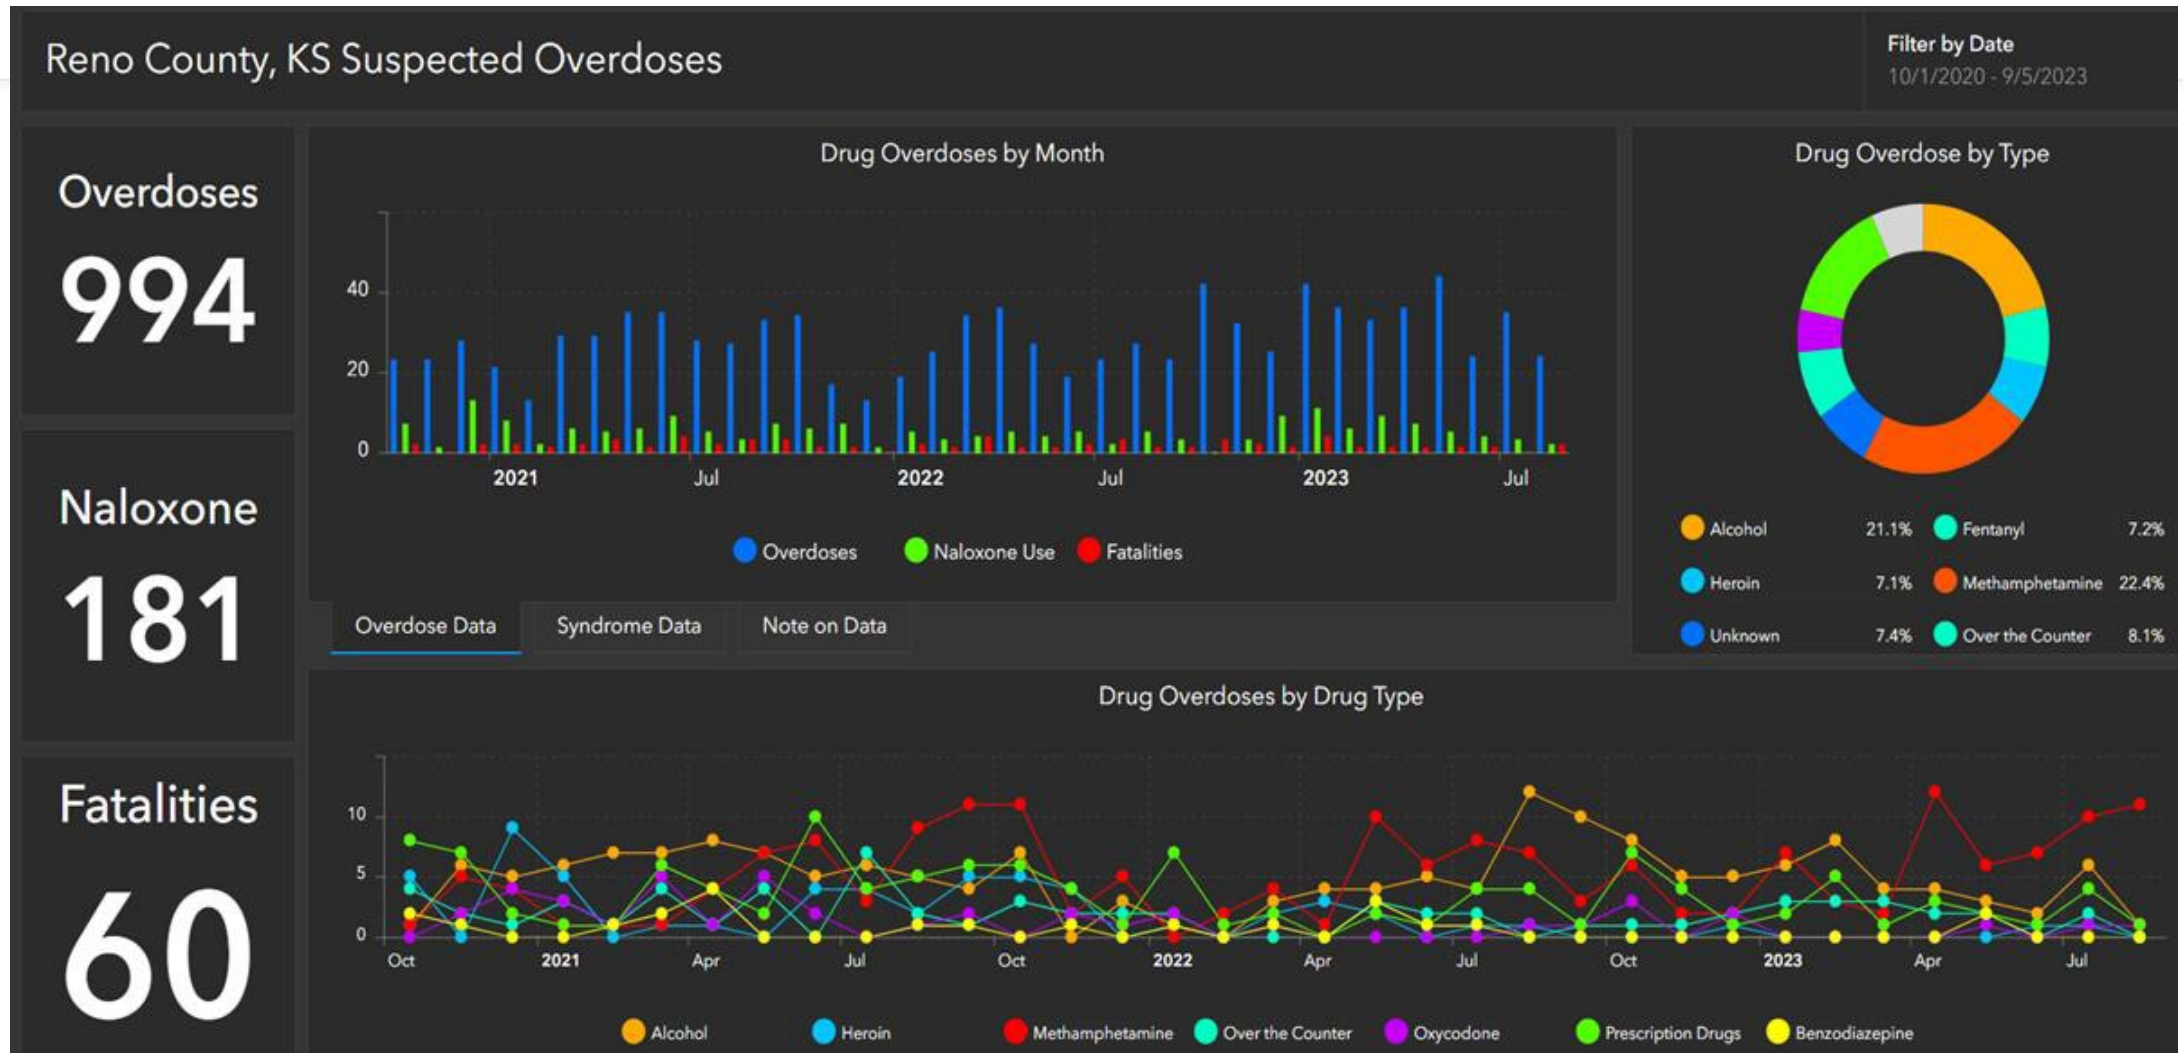 Reno County, KS Suspected Overdoses
Filter by Date
10/1/2020 - 9/5/2023
Overdoses
994
Naloxone
181
Fatalities
60
Drug Overdoses by Month
40
20
0
2021 Jul 2022 Jul 2023 Jul
Overdoses Naloxone Use Fatalities
Overdose Data Syndrome Data Note on Data
Drug Overdose by Type
Alcohol 21.1% Fentanyl 7.2%
Heroin 7.1% Methamphetamine 22.4%
Unknown 7.4% Over the Counter 8.1%
Drug Overdoses by Drug Type
10
5
0
Oct 2021 Apr Jul Oct 2022 Apr Jul Oct 2023 Apr Jul
Alcohol Heroin Methamphetamine Over the Counter Oxycodone Prescription Drugs Benzodiazepine